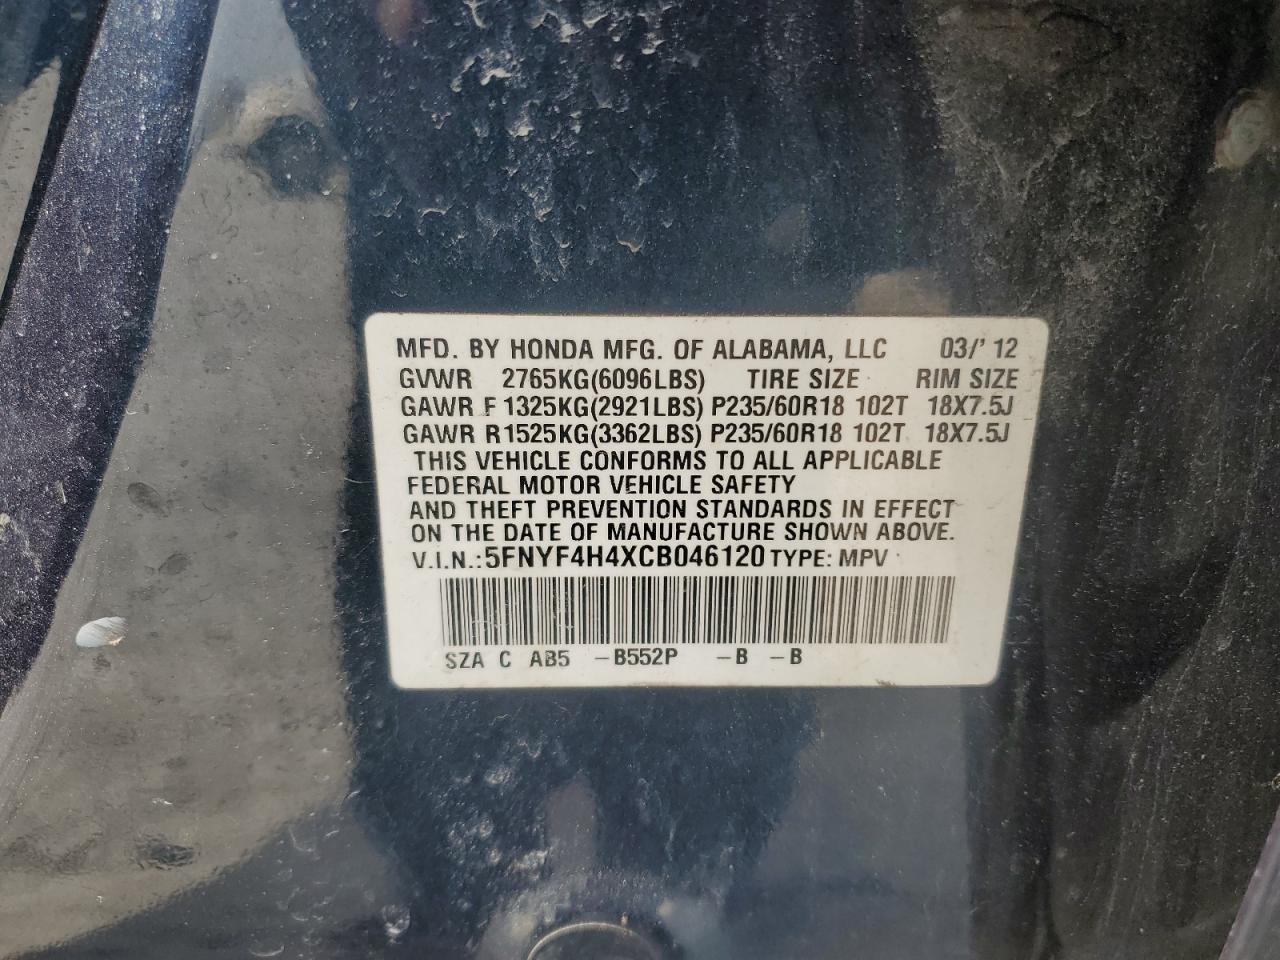 MFD. BY HONDA MFG. OF ALABAMA, LLC 03/'12
GVWR 2765KG(6096LBS) TIRE SIZE RIM SIZE
GAWR F 1325KG(2921LBS) P235/60R18 102T 18X7.5J
GAWR R 1525KG(3362LBS) P235/60R18 102T 18X7.5J
THIS VEHICLE CONFORMS TO ALL APPLICABLE
FEDERAL MOTOR VEHICLE SAFETY
AND THEFT PREVENTION STANDARDS IN EFFECT
ON THE DATE OF MANUFACTURE SHOWN ABOVE.
V.I.N.: 5FNYF4H4XCB046120 TYPE: MPV
SZA C AB5 -B552P -B -B